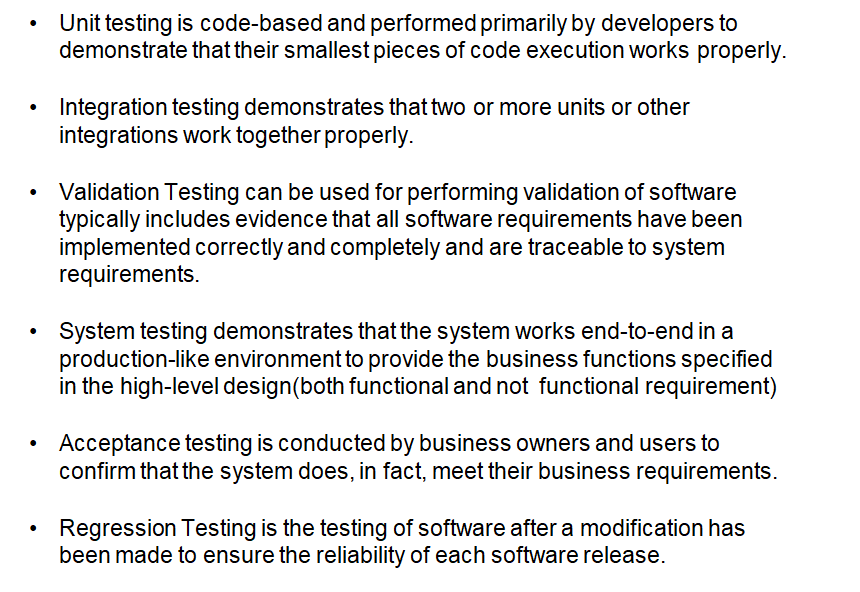 • Unit testing is code-based and performed primarily by developers to
demonstrate that their smallest pieces of code execution works properly.
• Integration testing demonstrates that two or more units or other
integrations work together properly.
• Validation Testing can be used for performing validation of software
typically includes evidence that all software requirements have been
implemented correctly and completely and are traceable to system
requirements.
• System testing demonstrates that the system works end-to-end in a
production-like environment to provide the business functions specified
in the high-level design(both functional and not functional requirement)
• Acceptance testing is conducted by business owners and users to
confirm that the system does, in fact, meet their business requirements.
• Regression Testing is the testing of software after a modification has
been made to ensure the reliability of each software release.